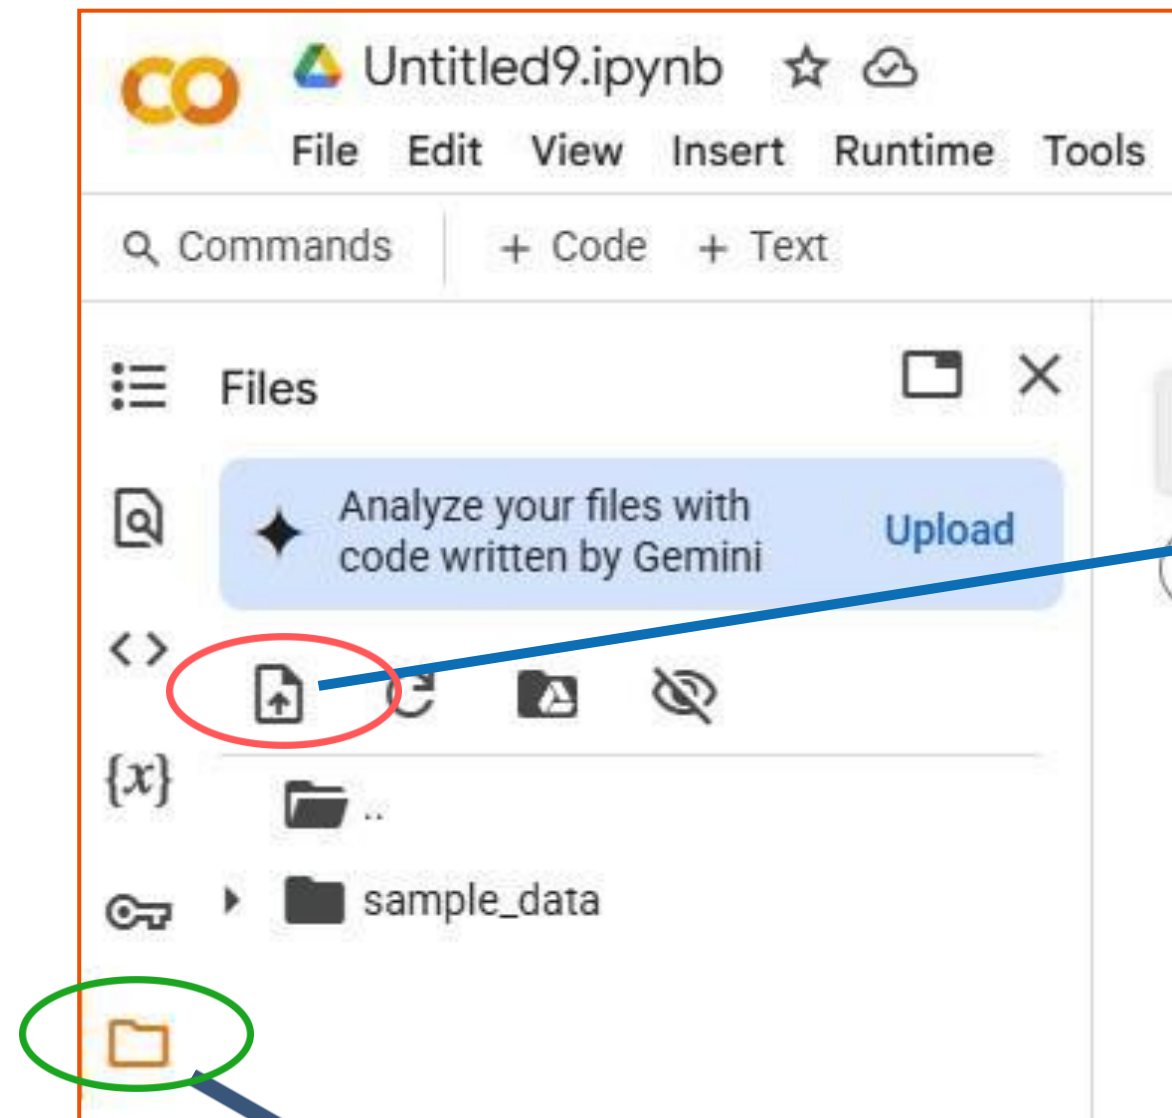 CO Untitled9.ipynb
File Edit View Insert Runtime Tools
Commands + Code + Text
Files
Analyze your files with
code written by Gemini
Upload
{x}
..
sample_data